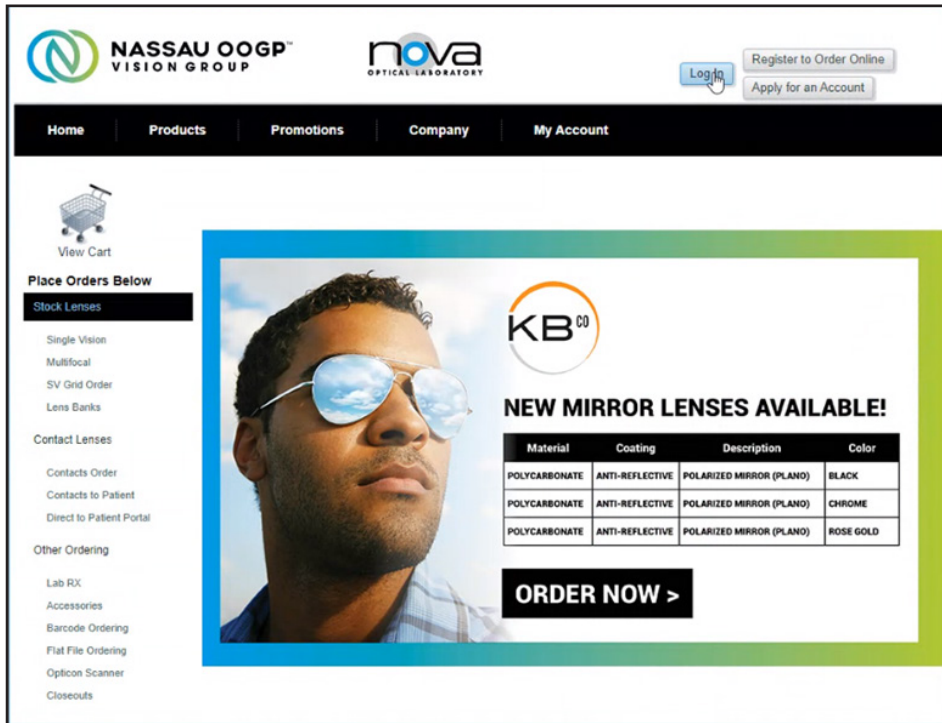 NASSAU OOGP™
VISION GROUP
nova
OPTICAL LABORATORY
Log In
Register to Order Online
Apply for an Account
Home Products Promotions Company My Account
View Cart
Place Orders Below
Stock Lenses
Single Vision
Multifocal
SV Grid Order
Lens Banks
Contact Lenses
Contacts Order
Contacts to Patient
Direct to Patient Portal
Other Ordering
Lab RX
Accessories
Barcode Ordering
Flat File Ordering
Opticon Scanner
Closeouts
KB CO
NEW MIRROR LENSES AVAILABLE!
Material Coating Description Color
POLYCARBONATE ANTI-REFLECTIVE POLARIZED MIRROR (PLANO) BLACK
POLYCARBONATE ANTI-REFLECTIVE POLARIZED MIRROR (PLANO) CHROME
POLYCARBONATE ANTI-REFLECTIVE POLARIZED MIRROR (PLANO) ROSE GOLD
ORDER NOW >